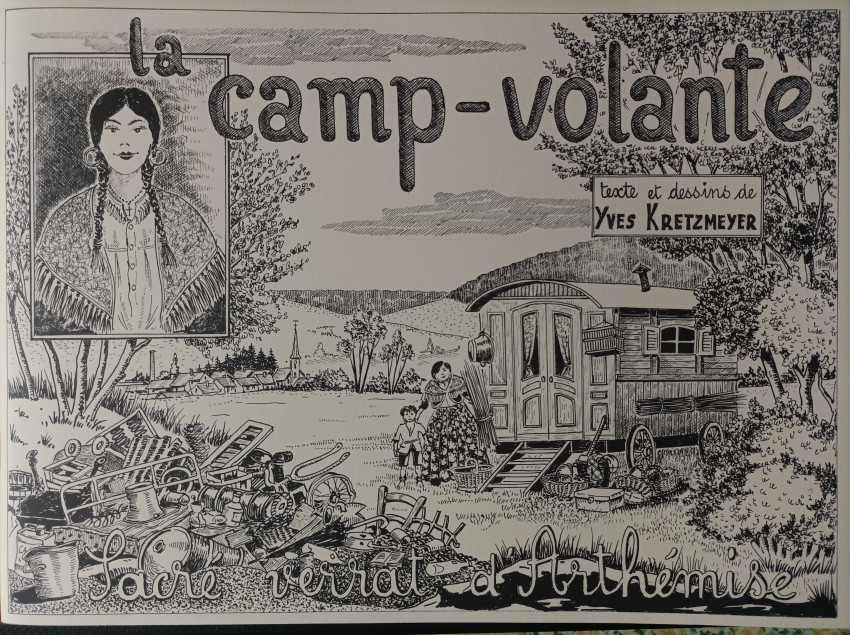 la
camp-volante
texte et dessins de
YVES KRETZMEYER
Sacré verrat d'Arthémise